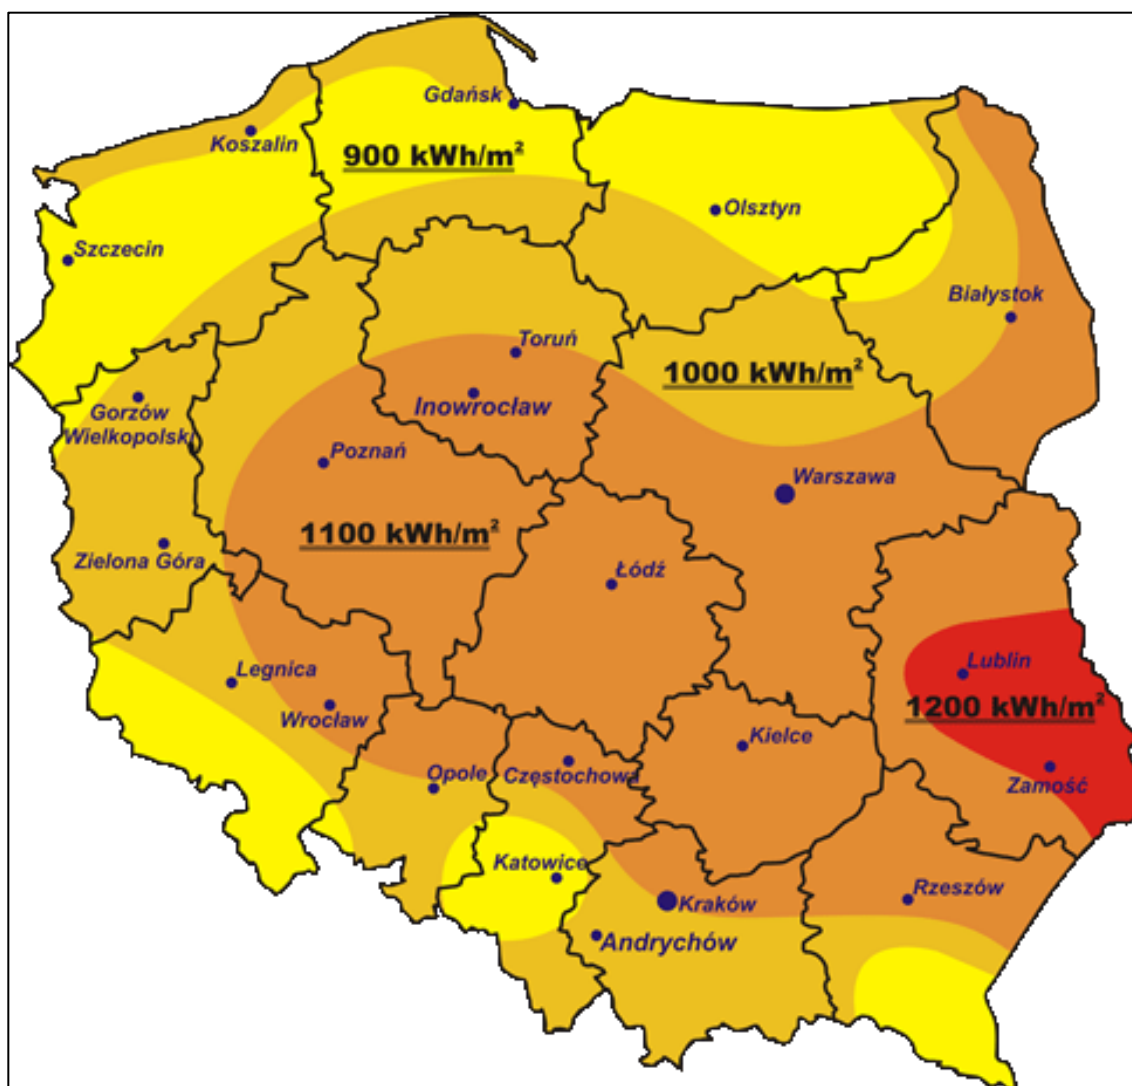 Gdańsk
Koszalin
900 kWh/m²
Olsztyn
Szczecin
Białystok
Toruń
1000 kWh/m²
Gorzów
Wielkopolski
Inowrocław
Poznań
Warszawa
1100 kWh/m²
Zielona Góra
Łódź
Legnica
Lublin
Wrocław
1200 kWh/m²
Kielce
Opole
Częstochowa
Zamość
Katowice
Rzeszów
Kraków
Andrychów